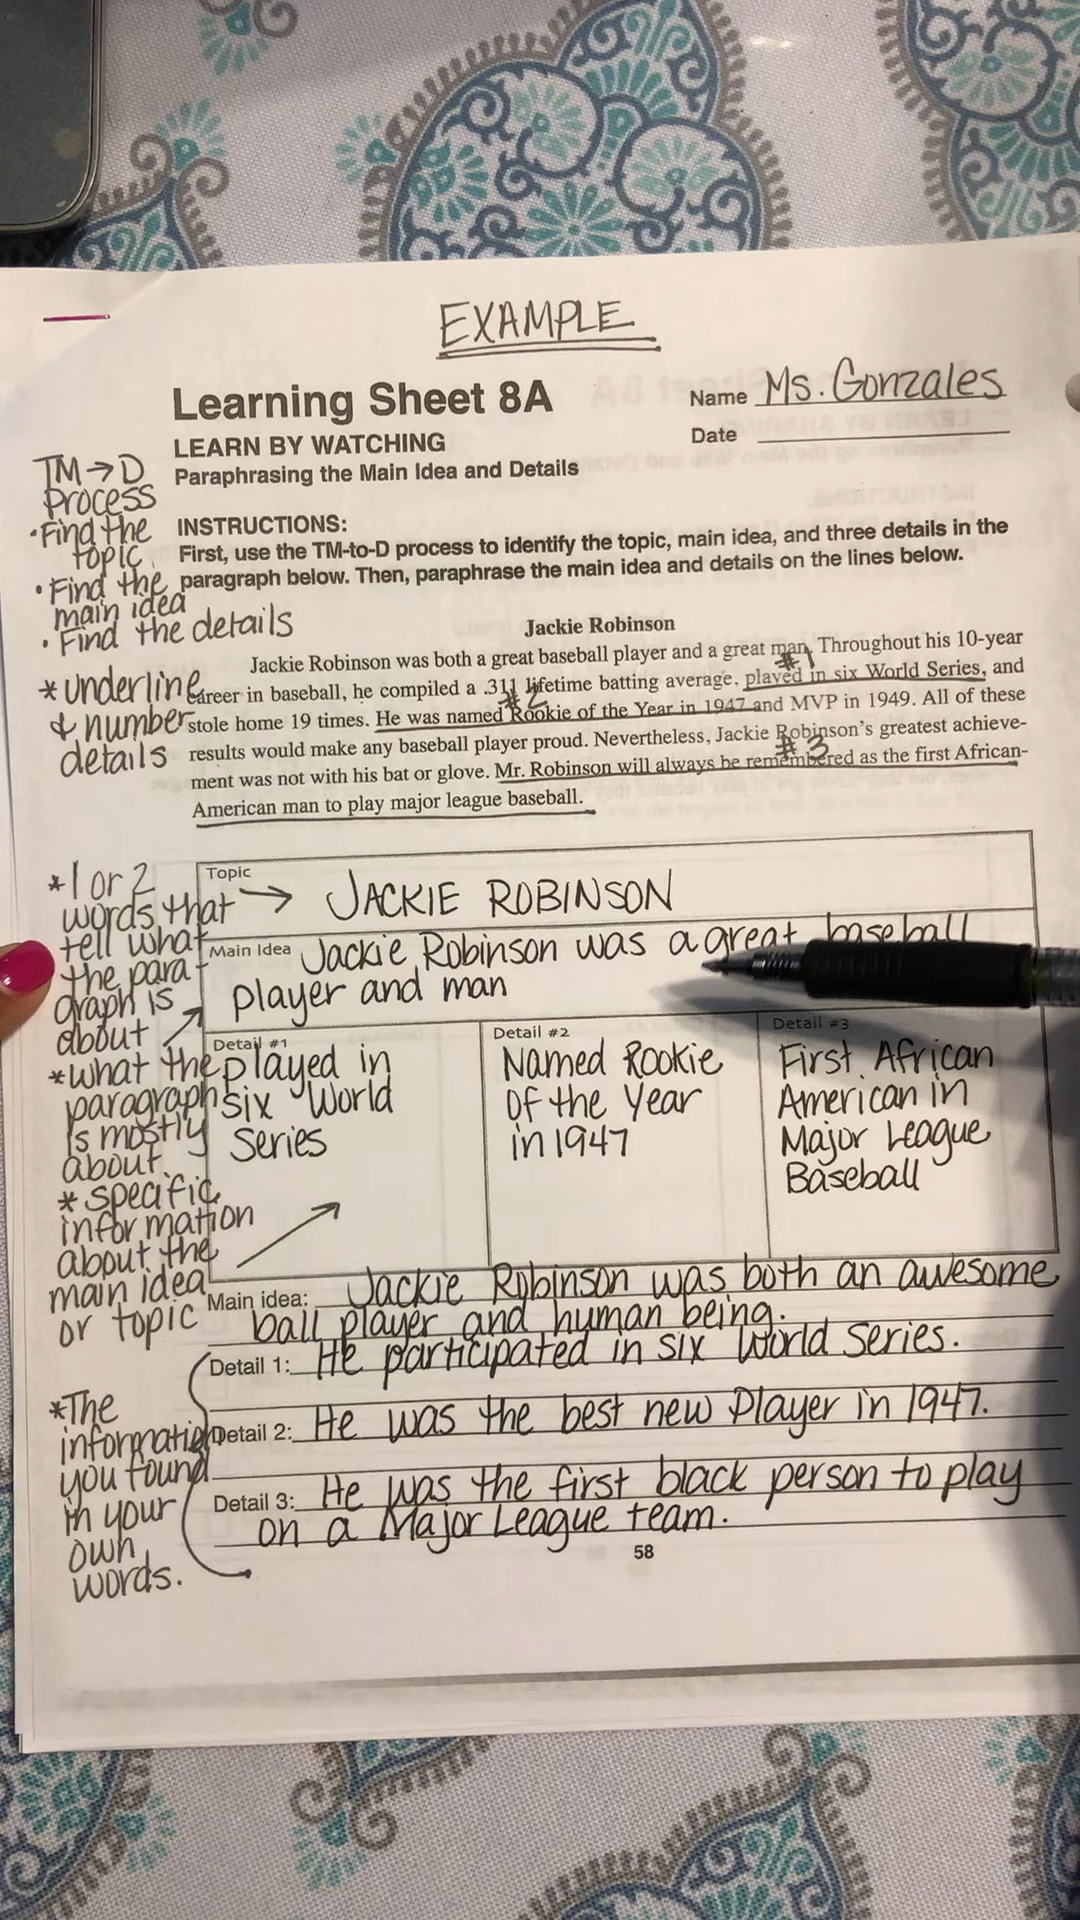 EXAMPLE
Learning Sheet 8A
Name Ms. Gonzales
LEARN BY WATCHING
Date
Paraphrasing the Main Idea and Details
TM→D
process
•Find the
topic
•Find the
main idea
•Find the details
INSTRUCTIONS:
First, use the TM-to-D process to identify the topic, main idea, and three details in the
paragraph below. Then, paraphrase the main idea and details on the lines below.
*underline
& number
details
Jackie Robinson
Jackie Robinson was both a great baseball player and a great man. Throughout his 10-year
#1
career in baseball, he compiled a .311 lifetime batting average, played in six World Series, and
#2
stole home 19 times. He was named Rookie of the Year in 1947 and MVP in 1949. All of these
results would make any baseball player proud. Nevertheless, Jackie Robinson's greatest achieve-
#3
ment was not with his bat or glove. Mr. Robinson will always be remembered as the first African-
American man to play major league baseball.
*1 or 2
words that
tell what
the para-
graph is
about
Topic
→ JACKIE ROBINSON
Main Idea Jackie Robinson was a great baseball
player and man
*what the
paragraph
is mostly
about.
Detail #1
played in
six World
Series
Detail #2
Named Rookie
of the Year
in 1947
Detail #3
First African
American in
Major League
Baseball
*specific
information
about the
main idea
or topic
Main idea: Jackie Robinson was both an awesome
ball player and human being.
Detail 1: He participated in six World Series.
Detail 2: He was the best new Player in 1947.
Detail 3: He was the first black person to play
on a Major League team.
*The
information
you found
in your
own
words.
58